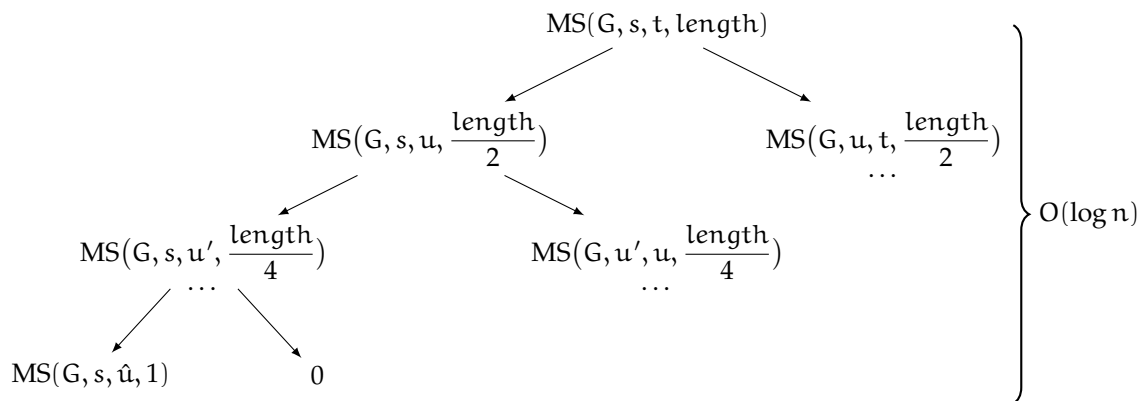 MS(G, s, t, length)
MS(G, s, u, length/2)
MS(G, u, t, length/2)
...
O(log n)
MS(G, s, u′, length/4)
...
MS(G, u′, u, length/4)
...
MS(G, s, û, 1)
0